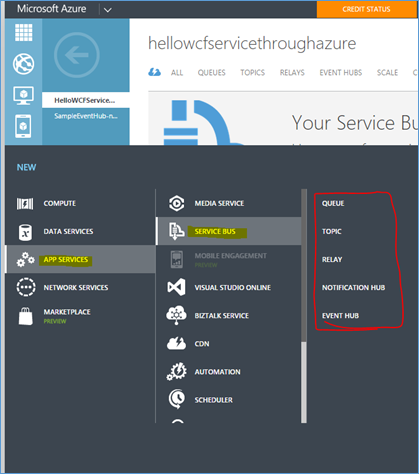 Microsoft Azure
CREDIT STATUS
hellowcfservicethroughazure
HelloWCFService...
SampleEventHub-n...
ALL QUEUES TOPICS RELAYS EVENT HUBS SCALE C
Your Service Bu
NEW
COMPUTE
DATA SERVICES
APP SERVICES
NETWORK SERVICES
MARKETPLACE
PREVIEW
MEDIA SERVICE
SERVICE BUS
MOBILE ENGAGEMENT
PREVIEW
VISUAL STUDIO ONLINE
BIZTALK SERVICE
CDN
AUTOMATION
SCHEDULER
QUEUE
TOPIC
RELAY
NOTIFICATION HUB
EVENT HUB